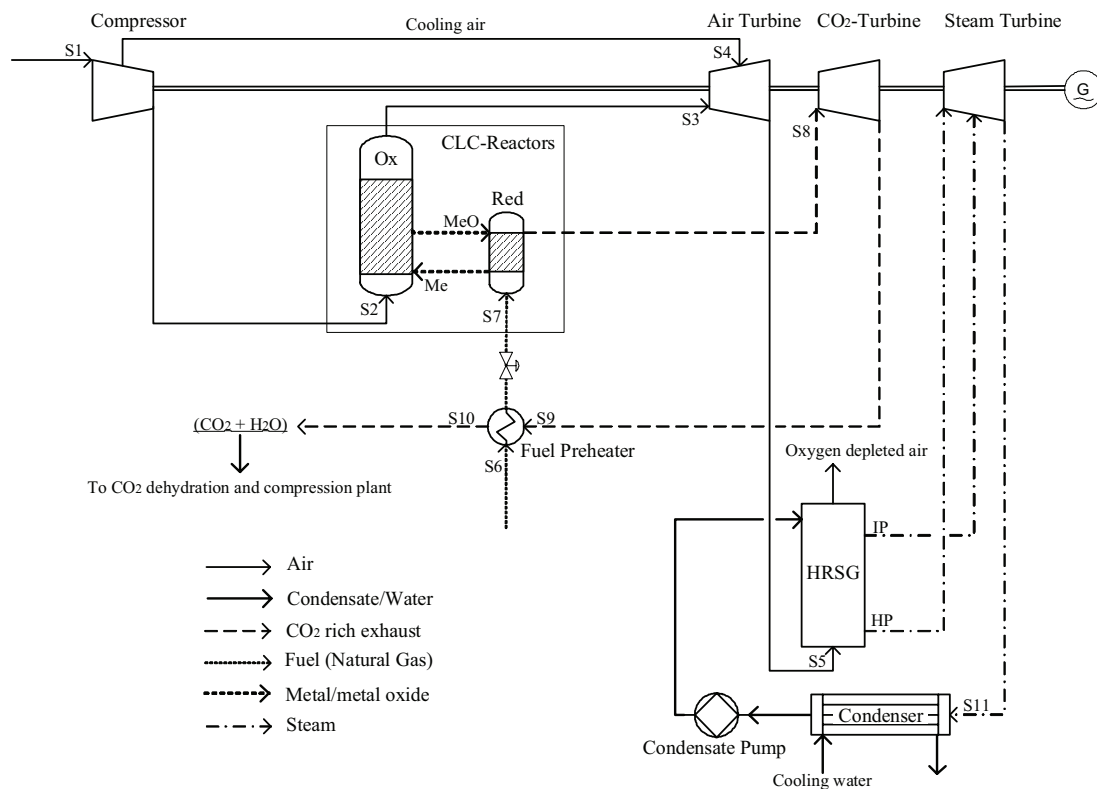 Compressor
Air Turbine
CO2-Turbine
Steam Turbine
Cooling air
S1
S4
G
S3
S8
CLC-Reactors
Ox
Red
MeO
Me
S2
S7
(CO2 + H2O)
S10
S9
Fuel Preheater
S6
To CO2 dehydration and compression plant
Oxygen depleted air
IP
HRSG
HP
S5
Air
Condensate/Water
CO2 rich exhaust
Fuel (Natural Gas)
Metal/metal oxide
Steam
S11
Condenser
Condensate Pump
Cooling water